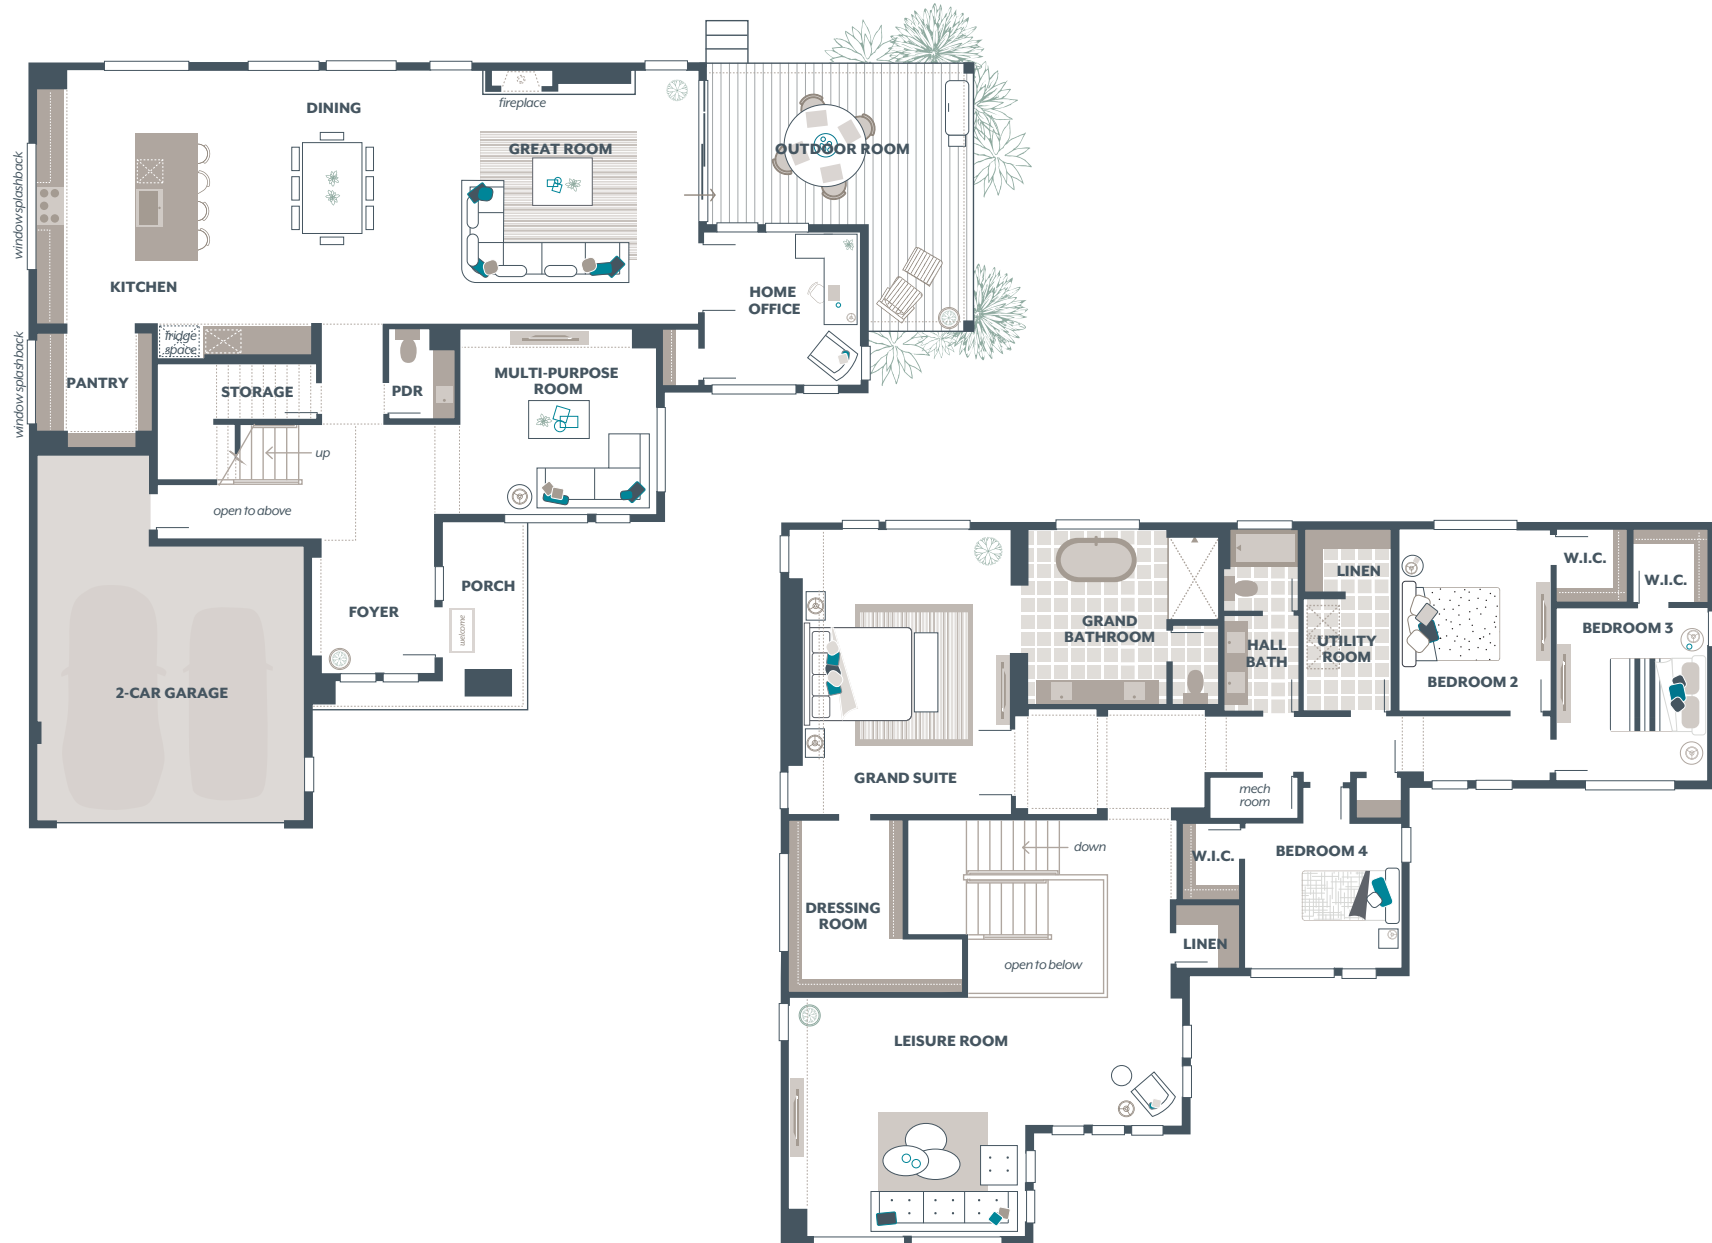 DINING
fireplace
GREAT ROOM
OUTDOOR ROOM
window splashback
KITCHEN
HOME
OFFICE
fridge
space
window splashback
PANTRY
STORAGE
PDR
MULTI-PURPOSE
ROOM
up
open to above
PORCH
FOYER
welcome
2-CAR GARAGE
LINEN
W.I.C.
W.I.C.
GRAND
BATHROOM
HALL
BATH
UTILITY
ROOM
BEDROOM 3
BEDROOM 2
GRAND SUITE
mech
room
down
W.I.C.
BEDROOM 4
DRESSING
ROOM
LINEN
open to below
LEISURE ROOM